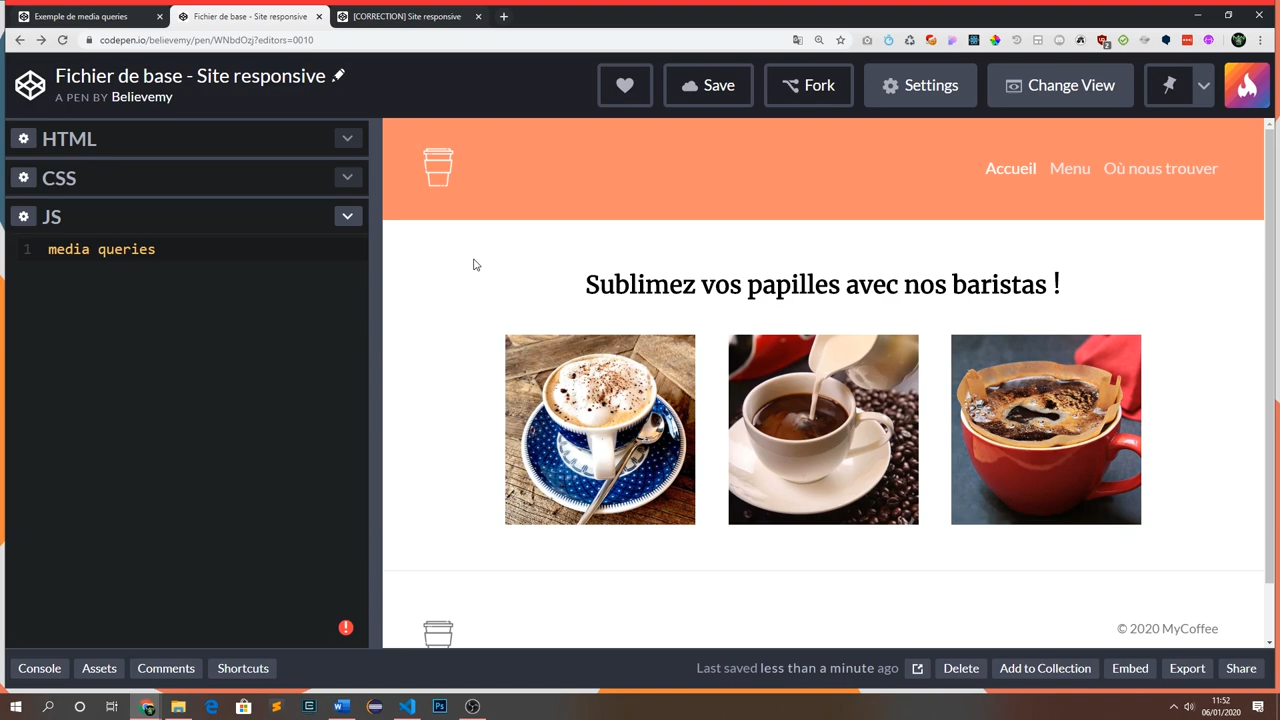 Exemple de media queries
Fichier de base - Site responsive
[CORRECTION] Site responsive
codepen.io/believemy/pen/WNbdOzj?editors=0010
2
Fichier de base - Site responsive
A PEN BY Believemy
Save
Fork
Settings
Change View
HTML
CSS
JS
1 media queries
Accueil Menu Où nous trouver
Sublimez vos papilles avec nos baristas !
© 2020 MyCoffee
Console
Assets
Comments
Shortcuts
Last saved less than a minute ago
Delete
Add to Collection
Embed
Export
Share
11:52
06/01/2020